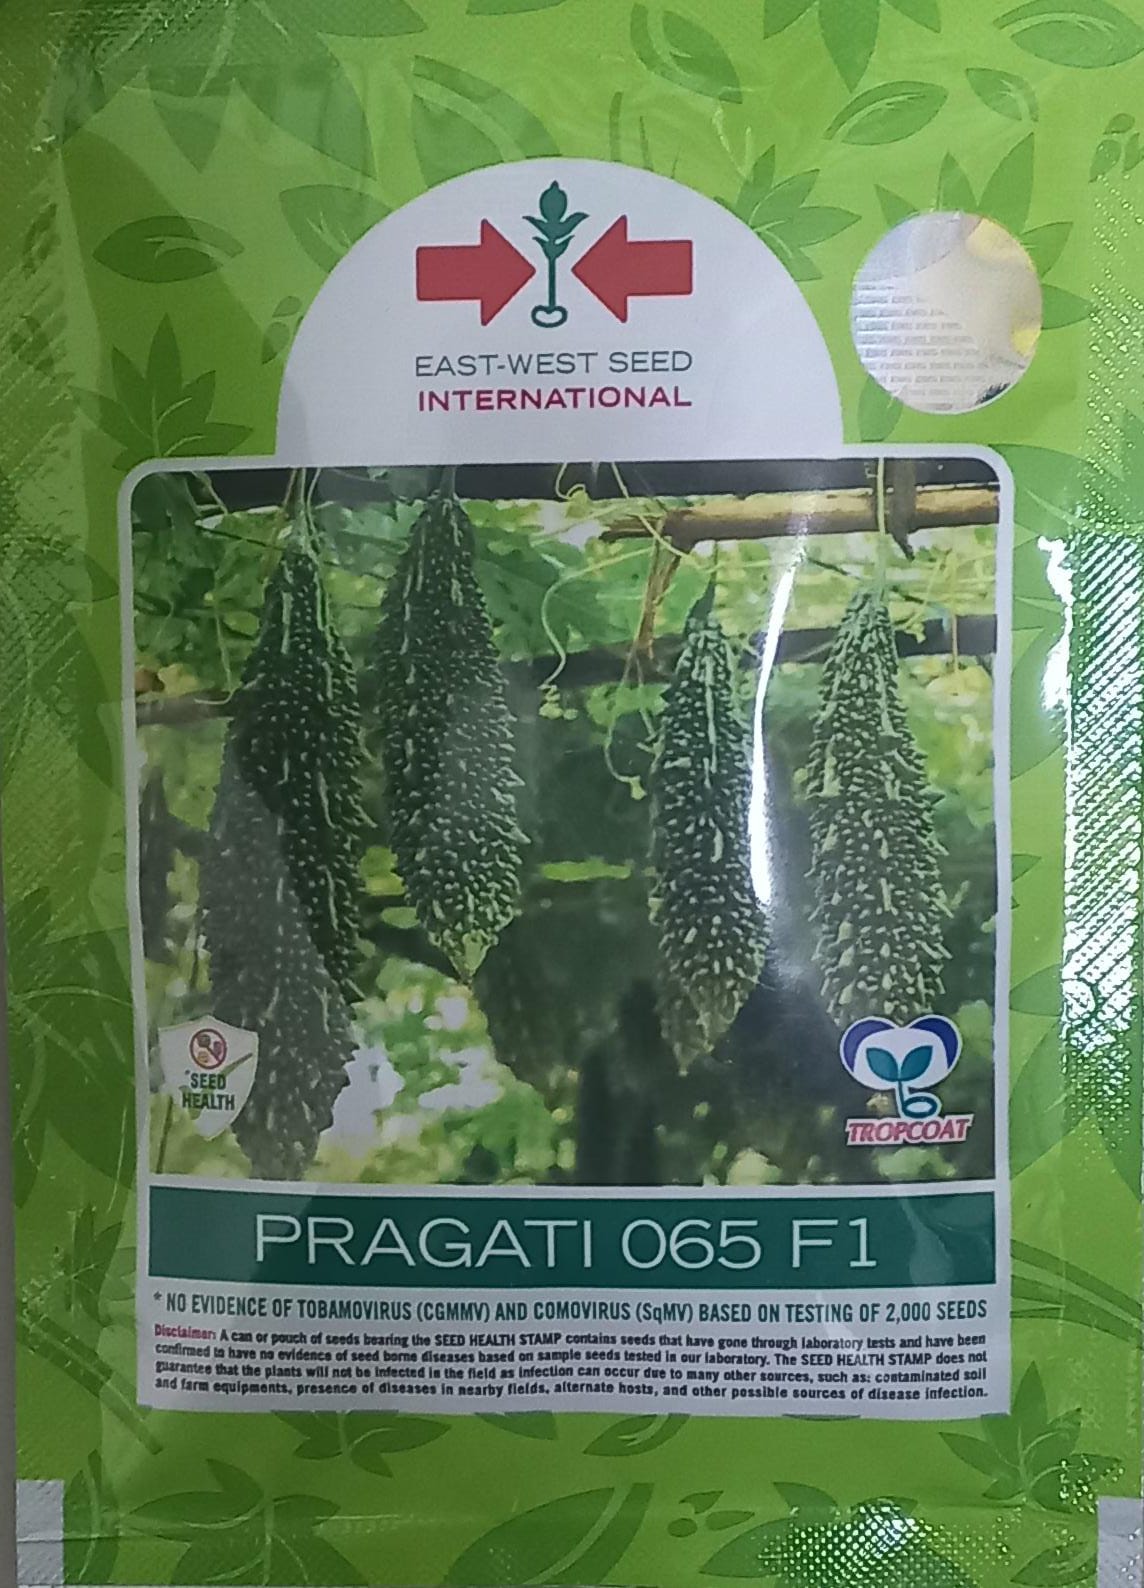 EAST-WEST SEED
INTERNATIONAL
*SEED
HEALTH
TROPCOAT
PRAGATI 065 F1
* NO EVIDENCE OF TOBAMOVIRUS (CGMMV) AND COMOVIRUS (SqMV) BASED ON TESTING OF 2,000 SEEDS
Disclaimer: A can or pouch of seeds bearing the SEED HEALTH STAMP contains seeds that have gone through laboratory tests and have been
confirmed to have no evidence of seed borne diseases based on sample seeds tested in our laboratory. The SEED HEALTH STAMP does not
guarantee that the plants will not be infected in the field as infection can occur due to many other sources, such as: contaminated soil
and farm equipments, presence of diseases in nearby fields, alternate hosts, and other possible sources of disease infection.